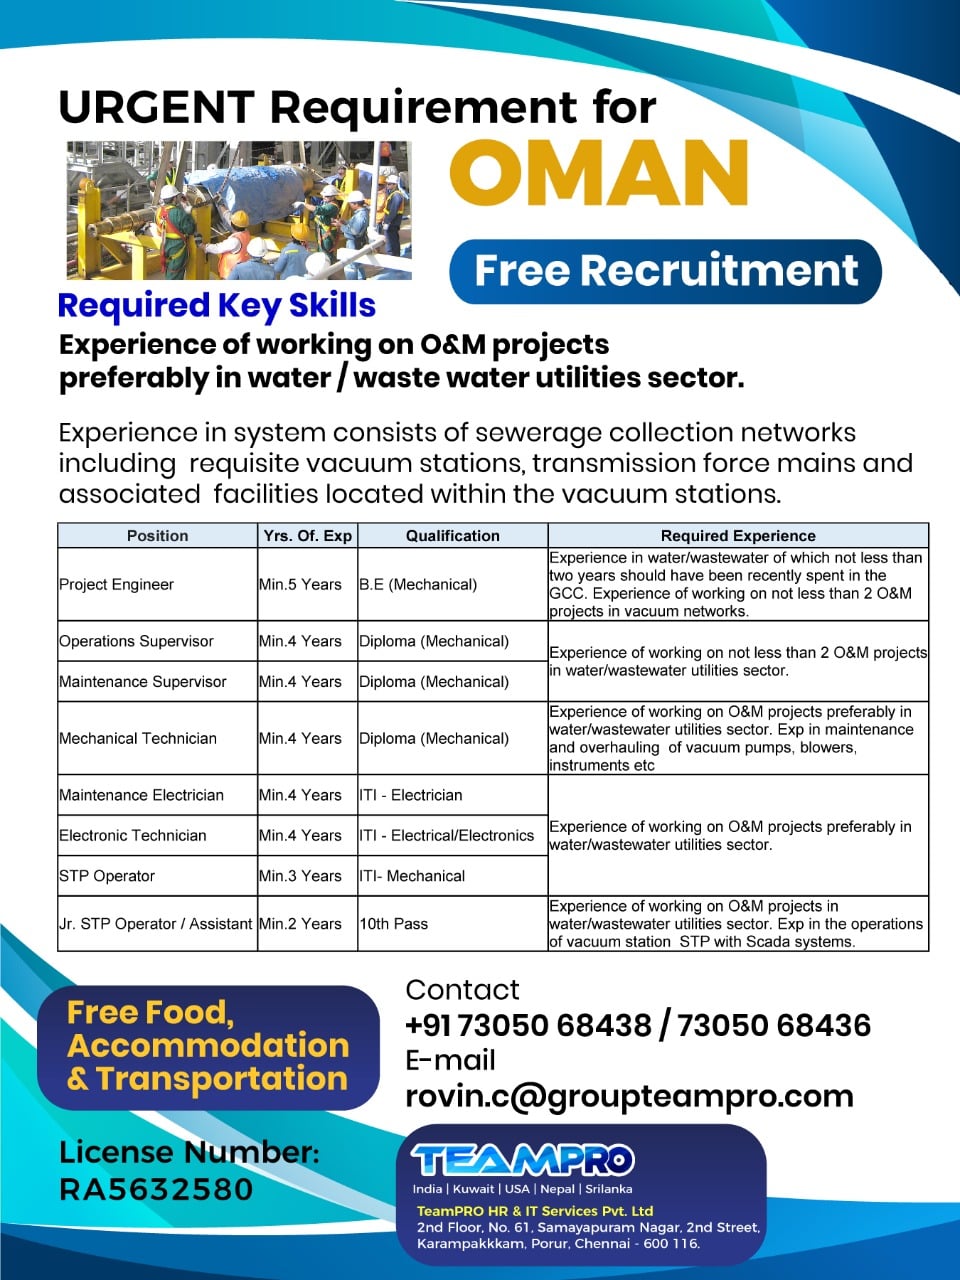 URGENT Requirement for
OMAN
Free Recruitment
Required Key Skills
Experience of working on O&M projects
preferably in water / waste water utilities sector.
Experience in system consists of sewerage collection networks
including requisite vacuum stations, transmission force mains and
associated facilities located within the vacuum stations.
Position Yrs. Of. Exp Qualification Required Experience
Project Engineer Min.5 Years B.E (Mechanical)
Experience in water/wastewater of which not less than
two years should have been recently spent in the
GCC. Experience of working on not less than 2 O&M
projects in vacuum networks.
Operations Supervisor Min.4 Years Diploma (Mechanical)
Maintenance Supervisor Min.4 Years Diploma (Mechanical)
Experience of working on not less than 2 O&M projects
in water/wastewater utilities sector.
Mechanical Technician Min.4 Years Diploma (Mechanical)
Experience of working on O&M projects preferably in
water/wastewater utilities sector. Exp in maintenance
and overhauling of vacuum pumps, blowers,
instruments etc
Maintenance Electrician Min.4 Years ITI - Electrician
Electronic Technician Min.4 Years ITI - Electrical/Electronics
STP Operator Min.3 Years ITI- Mechanical
Experience of working on O&M projects preferably in
water/wastewater utilities sector.
Jr. STP Operator / Assistant Min.2 Years 10th Pass
Experience of working on O&M projects in
water/wastewater utilities sector. Exp in the operations
of vacuum station STP with Scada systems.
Free Food,
Accommodation
& Transportation
Contact
+91 73050 68438 / 73050 68436
E-mail
rovin.c@groupteampro.com
License Number:
RA5632580
TEAMPRO
India | Kuwait | USA | Nepal | Srilanka
TeamPRO HR & IT Services Pvt. Ltd
2nd Floor, No. 61, Samayapuram Nagar, 2nd Street,
Karampakkkam, Porur, Chennai - 600 116.